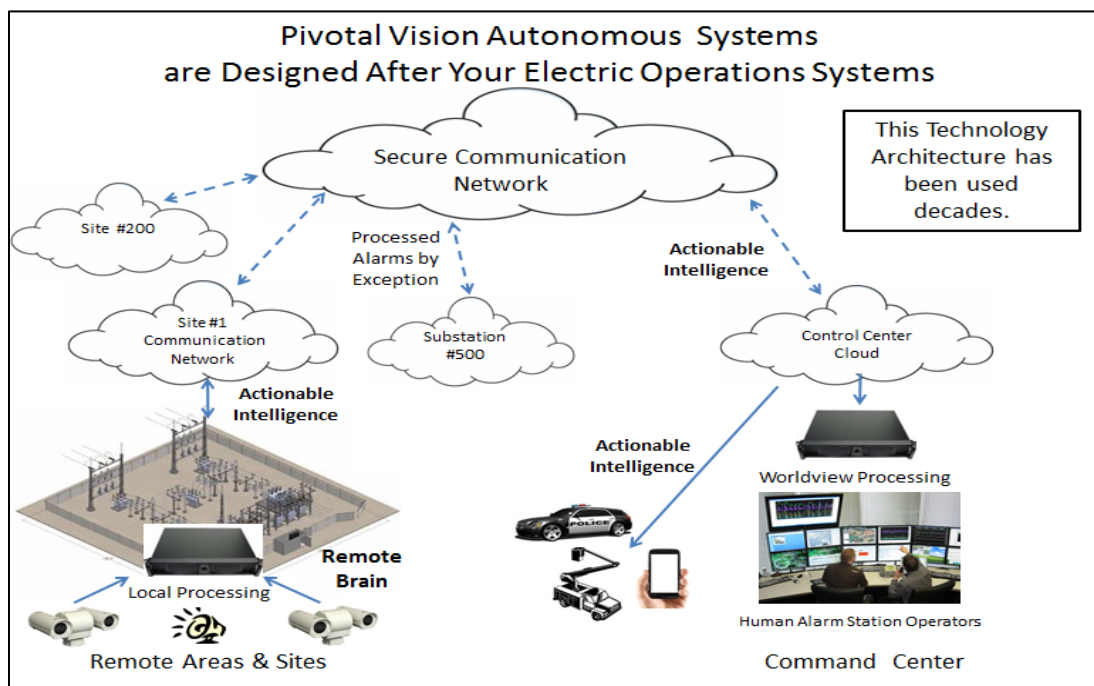 Pivotal Vision Autonomous Systems
are Designed After Your Electric Operations Systems
This Technology
Architecture has
been used
decades.
Secure Communication
Network
Site #200
Processed
Alarms by
Exception
Actionable
Intelligence
Site #1
Communication
Network
Substation
#500
Control Center
Cloud
Actionable
Intelligence
Actionable
Intelligence
Worldview Processing
POLICE
Remote
Brain
Local Processing
Human Alarm Station Operators
Remote Areas & Sites
Command Center